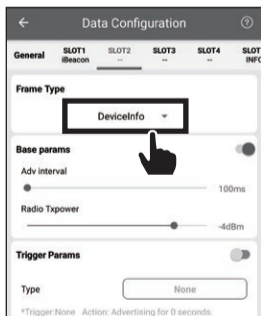 Data Configuration
General SLOT1 SLOT2 SLOT3 SLOT4 SLOT
iBeacon -- -- -- INFO
Frame Type
DeviceInfo
Base params
Adv interval
100ms
Radio Txpower
-4dBm
Trigger Params
Type None
*Trigger:None Action: Advertising for 0 seconds.